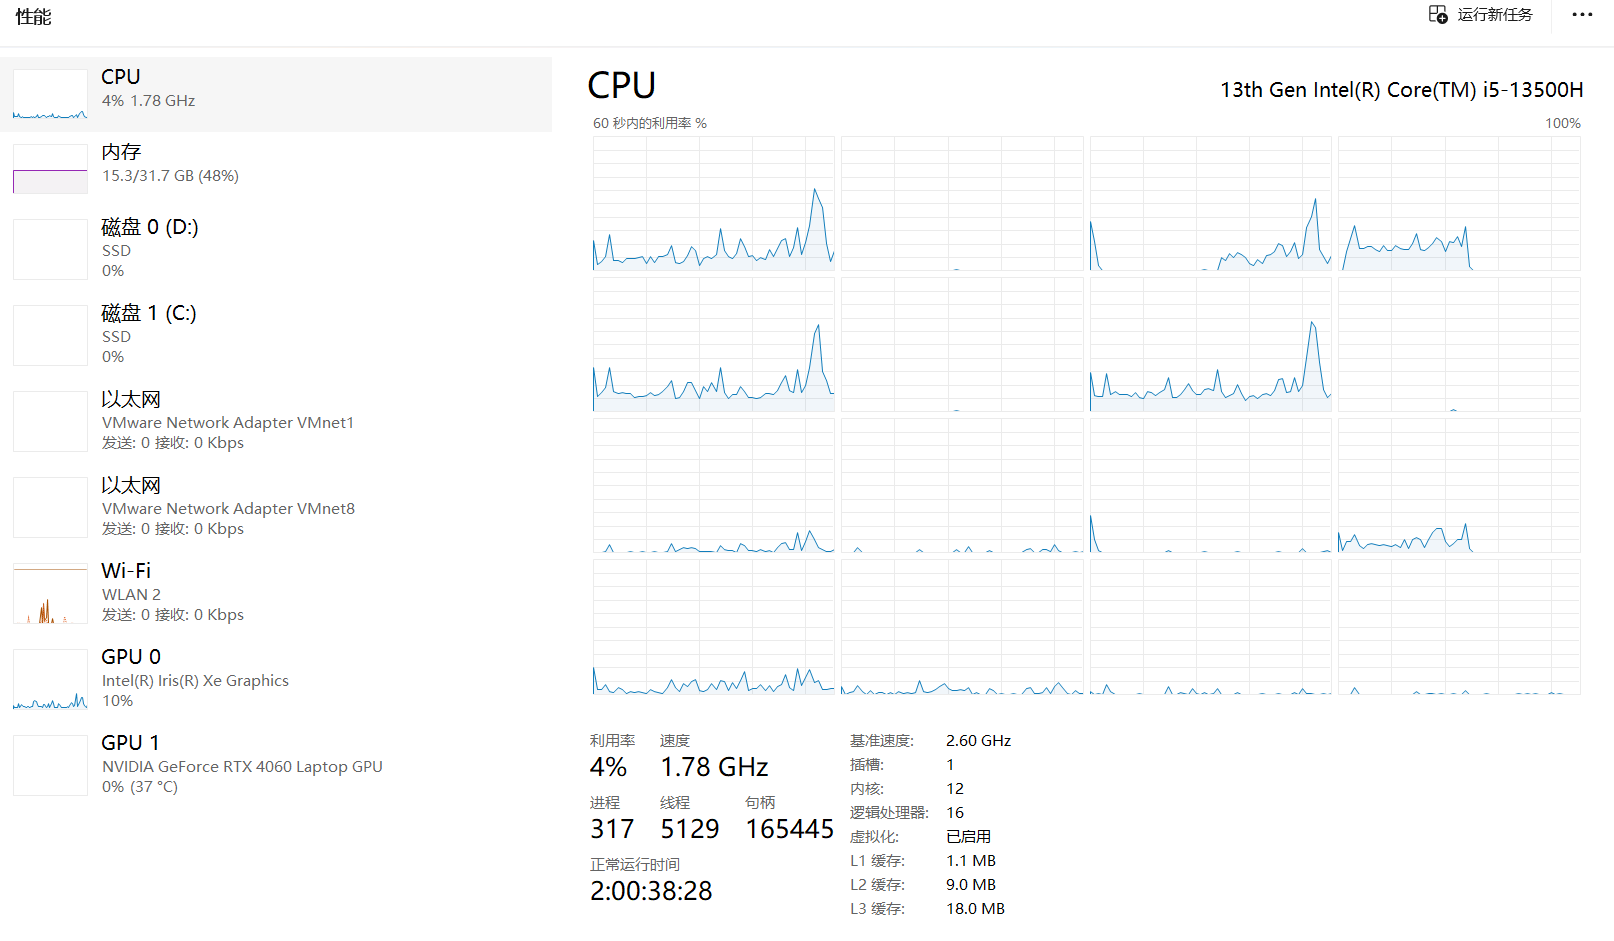 性能
运行新任务
CPU
4% 1.78 GHz
内存
15.3/31.7 GB (48%)
磁盘 0 (D:)
SSD
0%
磁盘 1 (C:)
SSD
0%
以太网
VMware Network Adapter VMnet1
发送: 0 接收: 0 Kbps
以太网
VMware Network Adapter VMnet8
发送: 0 接收: 0 Kbps
Wi-Fi
WLAN 2
发送: 0 接收: 0 Kbps
GPU 0
Intel(R) Iris(R) Xe Graphics
10%
GPU 1
NVIDIA GeForce RTX 4060 Laptop GPU
0% (37 °C)
CPU
13th Gen Intel(R) Core(TM) i5-13500H
60 秒内的利用率 %
100%
利用率 速度
4% 1.78 GHz
进程 线程 句柄
317 5129 165445
正常运行时间
2:00:38:28
基准速度: 2.60 GHz
插槽: 1
内核: 12
逻辑处理器: 16
虚拟化: 已启用
L1 缓存: 1.1 MB
L2 缓存: 9.0 MB
L3 缓存: 18.0 MB